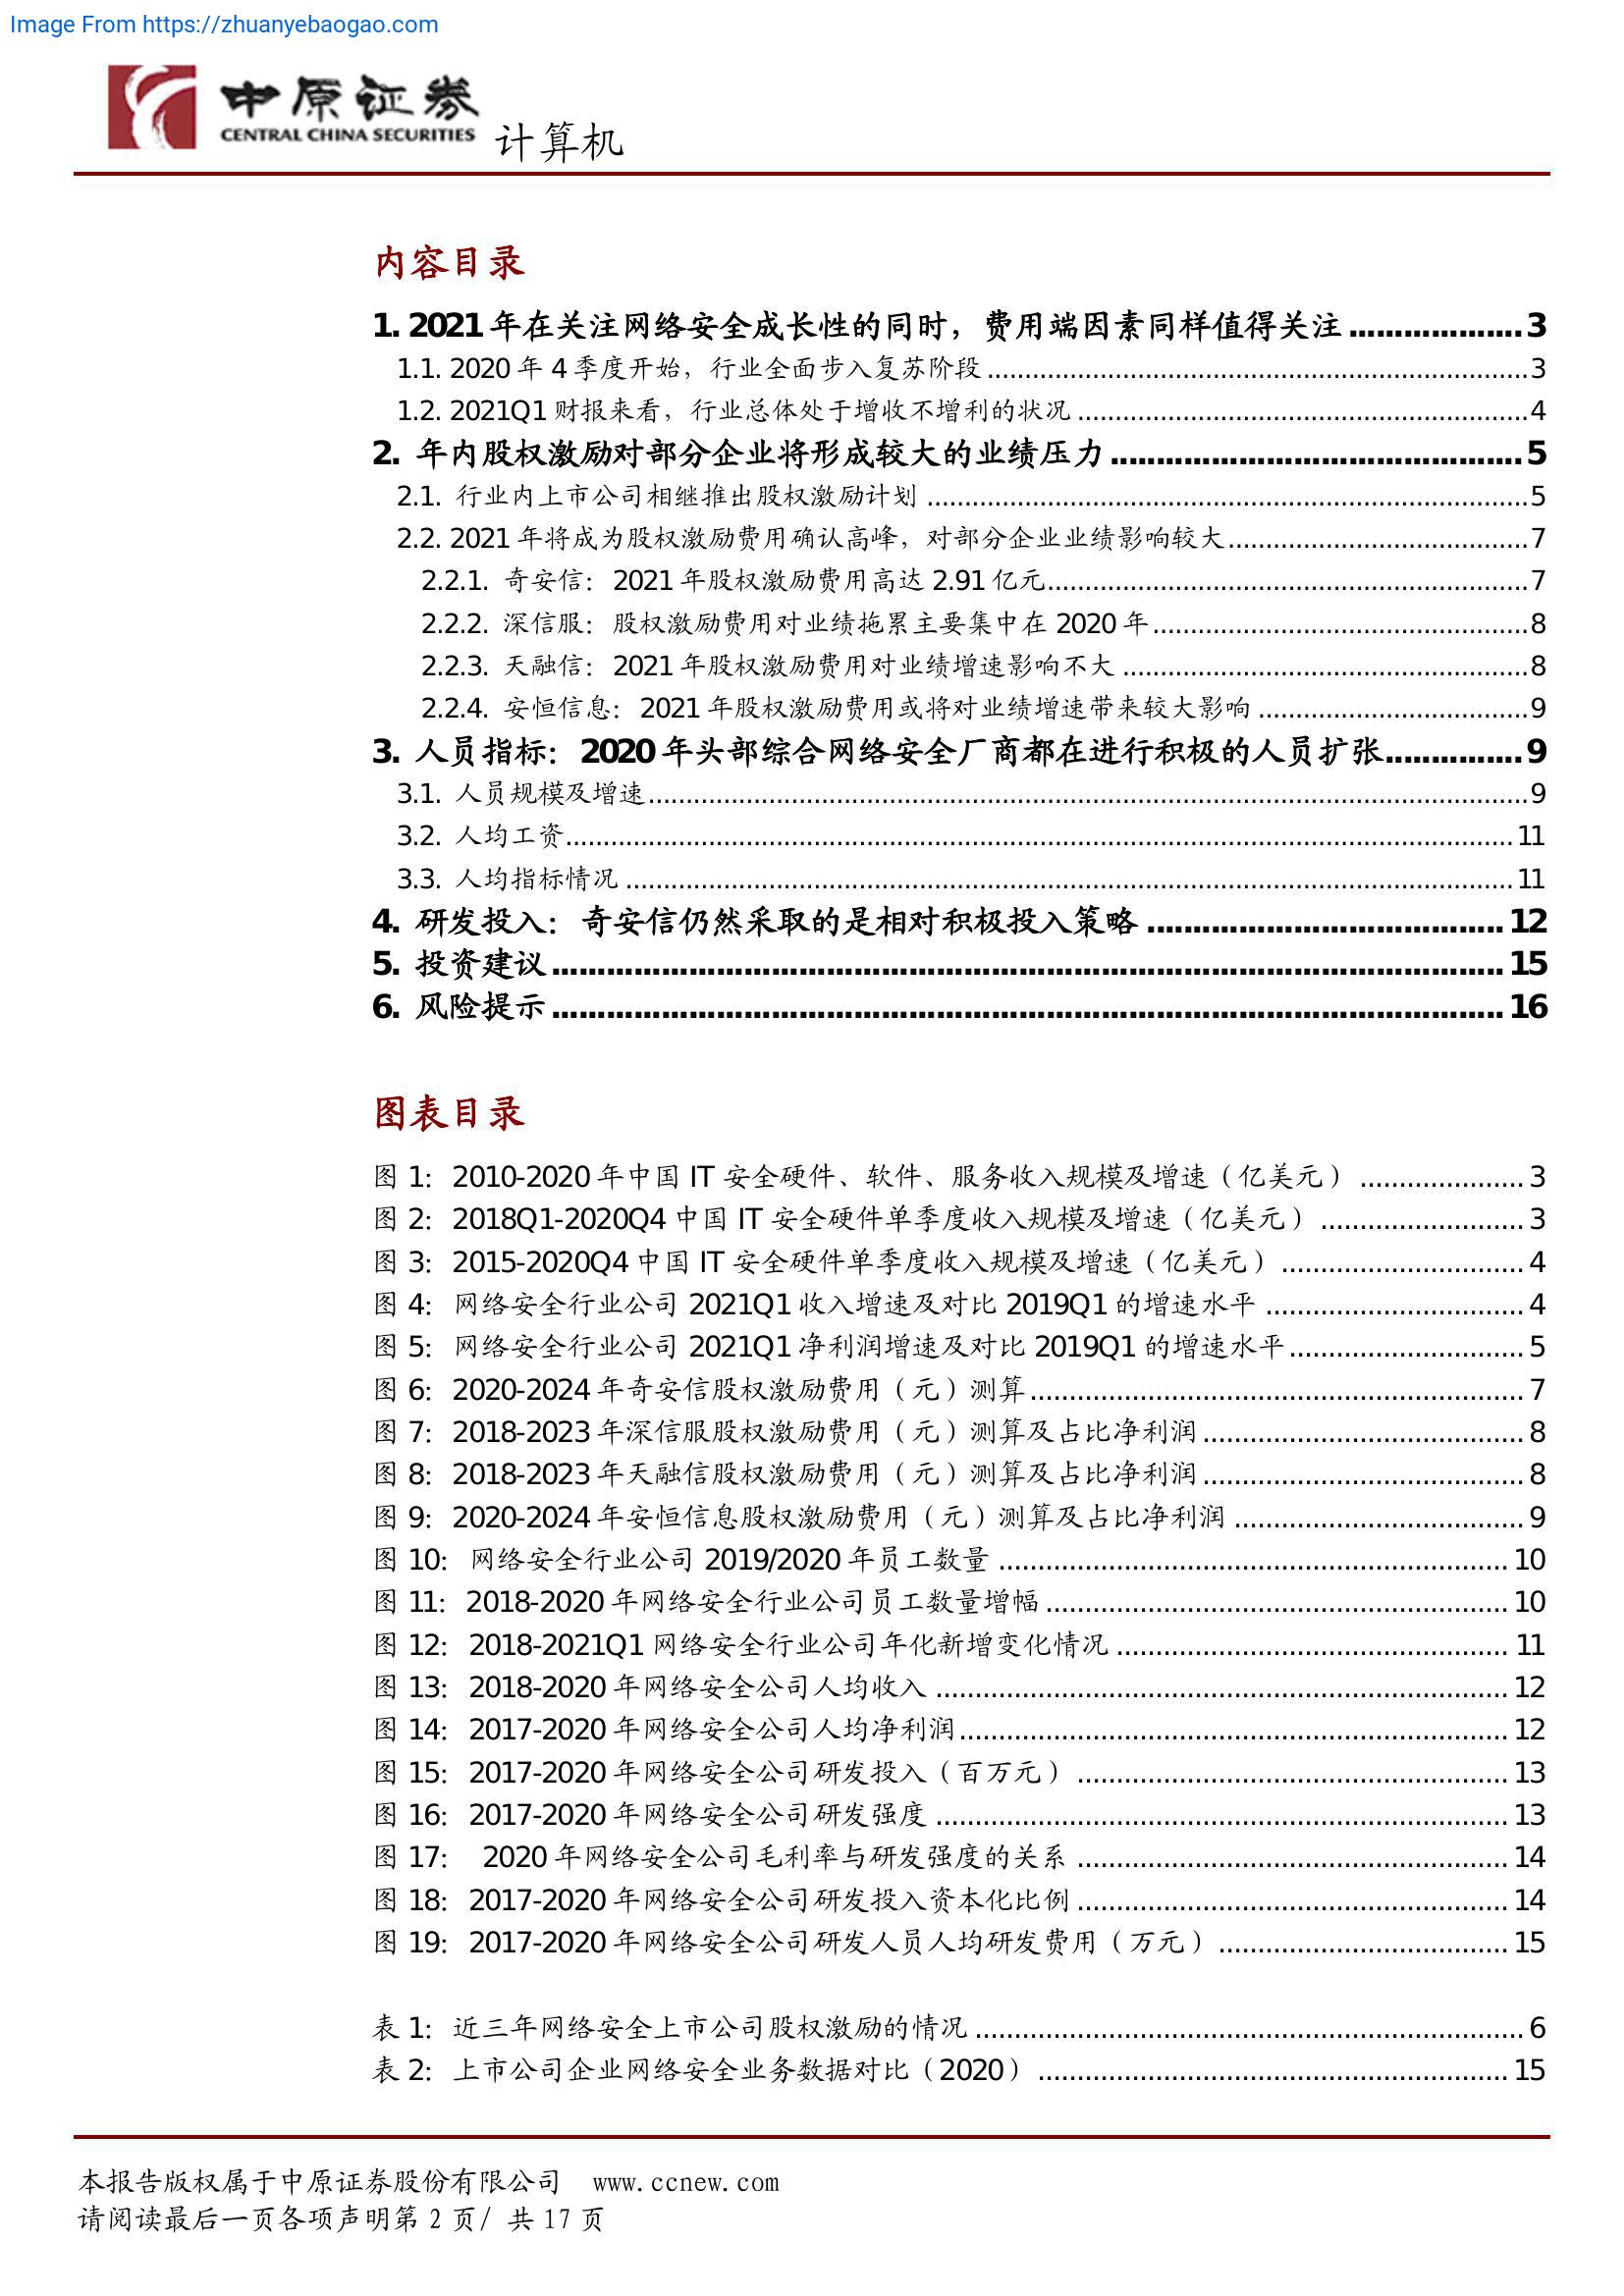 Image From https://zhuanyebaogao.com
中原证券
CENTRAL CHINA SECURITIES
计算机
内容目录
1. 2021 年在关注网络安全成长性的同时，费用端因素同样值得关注 ................... 3
1.1. 2020 年 4 季度开始，行业全面步入复苏阶段 ......................................................................... 3
1.2. 2021Q1 财报来看，行业总体处于增收不增利的状况 ............................................................. 4
2. 年内股权激励对部分企业将形成较大的业绩压力 ............................................. 5
2.1. 行业内上市公司相继推出股权激励计划 ................................................................................. 5
2.2. 2021 年将成为股权激励费用确认高峰，对部分企业业绩影响较大 ......................................... 7
2.2.1. 奇安信：2021 年股权激励费用高达 2.91 亿元 ................................................................. 7
2.2.2. 深信服：股权激励费用对业绩拖累主要集中在 2020 年 ................................................... 8
2.2.3. 天融信：2021 年股权激励费用对业绩增速影响不大 ....................................................... 8
2.2.4. 安恒信息：2021 年股权激励费用或将对业绩增速带来较大影响 ..................................... 9
3. 人员指标：2020 年头部综合网络安全厂商都在进行积极的人员扩张 ............... 9
3.1. 人员规模及增速 ..................................................................................................................... 9
3.2. 人均工资 .............................................................................................................................. 11
3.3. 人均指标情况 ....................................................................................................................... 11
4. 研发投入：奇安信仍然采取的是相对积极投入策略 ....................................... 12
5. 投资建议 ........................................................................................................ 15
6. 风险提示 ........................................................................................................ 16
图表目录
图 1：2010-2020 年中国 IT 安全硬件、软件、服务收入规模及增速（亿美元） ..................... 3
图 2：2018Q1-2020Q4 中国 IT 安全硬件单季度收入规模及增速（亿美元） .......................... 3
图 3：2015-2020Q4 中国 IT 安全硬件单季度收入规模及增速（亿美元） ............................... 4
图 4：网络安全行业公司 2021Q1 收入增速及对比 2019Q1 的增速水平 ................................. 4
图 5：网络安全行业公司 2021Q1 净利润增速及对比 2019Q1 的增速水平 .............................. 5
图 6：2020-2024 年奇安信股权激励费用（元）测算 ............................................................... 7
图 7：2018-2023 年深信服股权激励费用（元）测算及占比净利润 ......................................... 8
图 8：2018-2023 年天融信股权激励费用（元）测算及占比净利润 ......................................... 8
图 9：2020-2024 年安恒信息股权激励费用（元）测算及占比净利润 ..................................... 9
图 10：网络安全行业公司 2019/2020 年员工数量 ................................................................. 10
图 11：2018-2020 年网络安全行业公司员工数量增幅 ........................................................... 10
图 12：2018-2021Q1 网络安全行业公司年化新增变化情况 .................................................. 11
图 13：2018-2020 年网络安全公司人均收入 ......................................................................... 12
图 14：2017-2020 年网络安全公司人均净利润 ...................................................................... 12
图 15：2017-2020 年网络安全公司研发投入（百万元） ....................................................... 13
图 16：2017-2020 年网络安全公司研发强度 ......................................................................... 13
图 17： 2020 年网络安全公司毛利率与研发强度的关系 ....................................................... 14
图 18：2017-2020 年网络安全公司研发投入资本化比例 ....................................................... 14
图 19：2017-2020 年网络安全公司研发人员人均研发费用（万元） ..................................... 15
表 1：近三年网络安全上市公司股权激励的情况 ...................................................................... 6
表 2：上市公司企业网络安全业务数据对比（2020） ............................................................ 15
本报告版权属于中原证券股份有限公司 www.ccnew.com
请阅读最后一页各项声明第 2 页/ 共 17 页